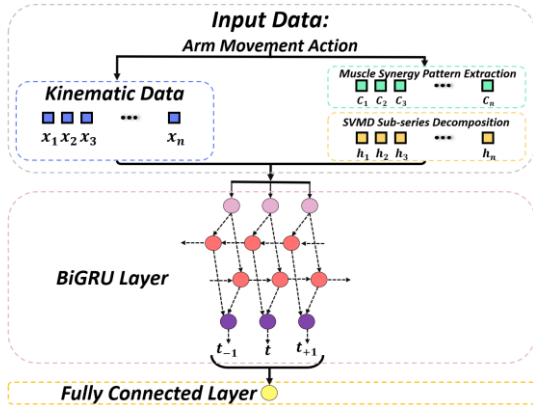 Input Data:
Arm Movement Action
Kinematic Data
x₁ x₂ x₃ ••• xₙ
Muscle Synergy Pattern Extraction
C₁ C₂ C₃ ••• Cₙ
SVMD Sub-series Decomposition
h₁ h₂ h₃ ••• hₙ
BiGRU Layer
t₋₁ t t₊₁
Fully Connected Layer